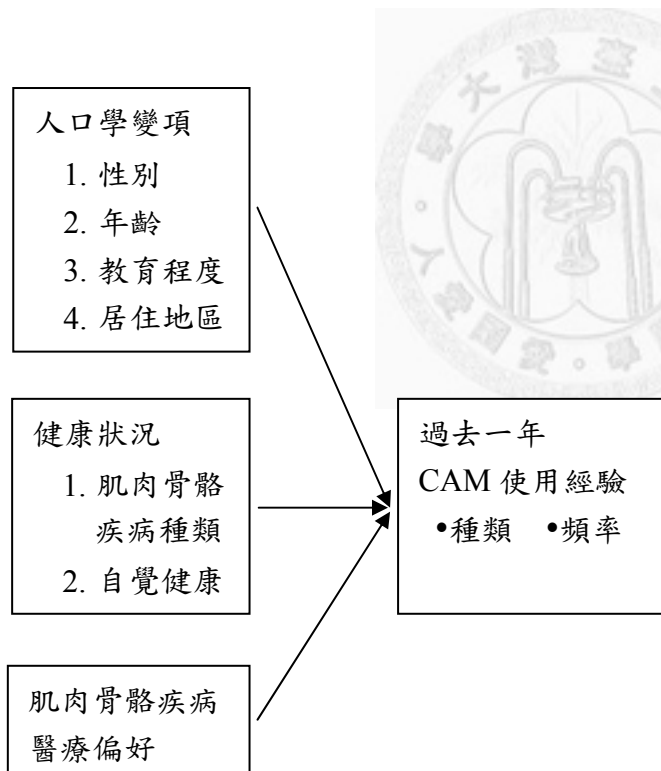 人口學變項
1. 性別
2. 年齡
3. 教育程度
4. 居住地區
健康狀況
1. 肌肉骨骼
疾病種類
2. 自覺健康
肌肉骨骼疾病
醫療偏好
過去一年
CAM 使用經驗
•種類 •頻率